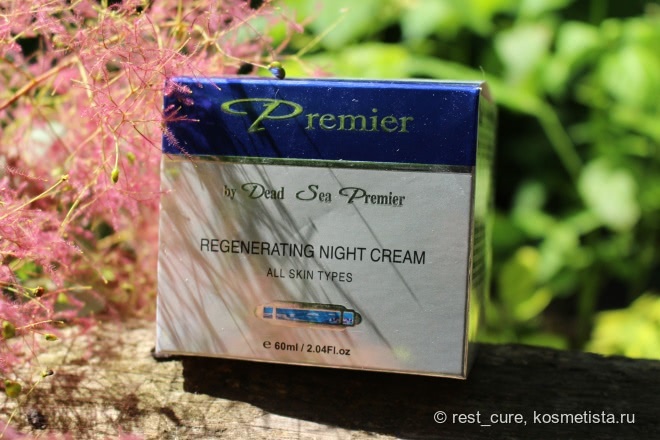 Premier
by Dead Sea Premier
REGENERATING NIGHT CREAM
ALL SKIN TYPES
℮ 60ml / 2.04Fl.oz
© rest_cure, kosmetista.ru